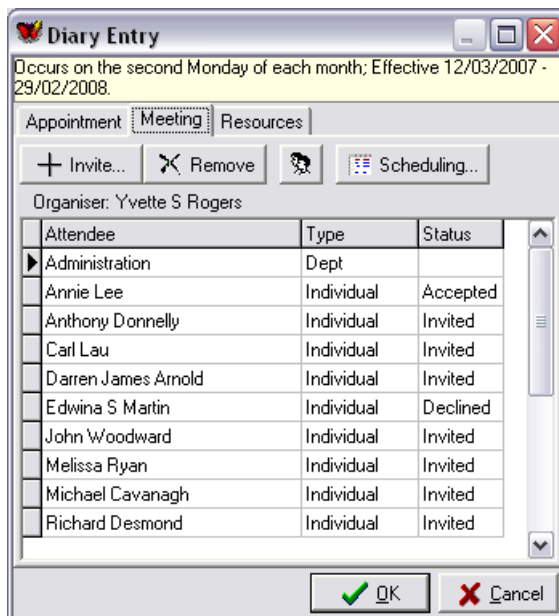 Diary Entry
Occurs on the second Monday of each month; Effective 12/03/2007 -
29/02/2008.
Appointment Meeting Resources
Invite... Remove Scheduling...
Organiser: Yvette S Rogers
Attendee Type Status
Administration Dept
Annie Lee Individual Accepted
Anthony Donnelly Individual Invited
Carl Lau Individual Invited
Darren James Arnold Individual Invited
Edwina S Martin Individual Declined
John Woodward Individual Invited
Melissa Ryan Individual Invited
Michael Cavanagh Individual Invited
Richard Desmond Individual Invited
OK Cancel